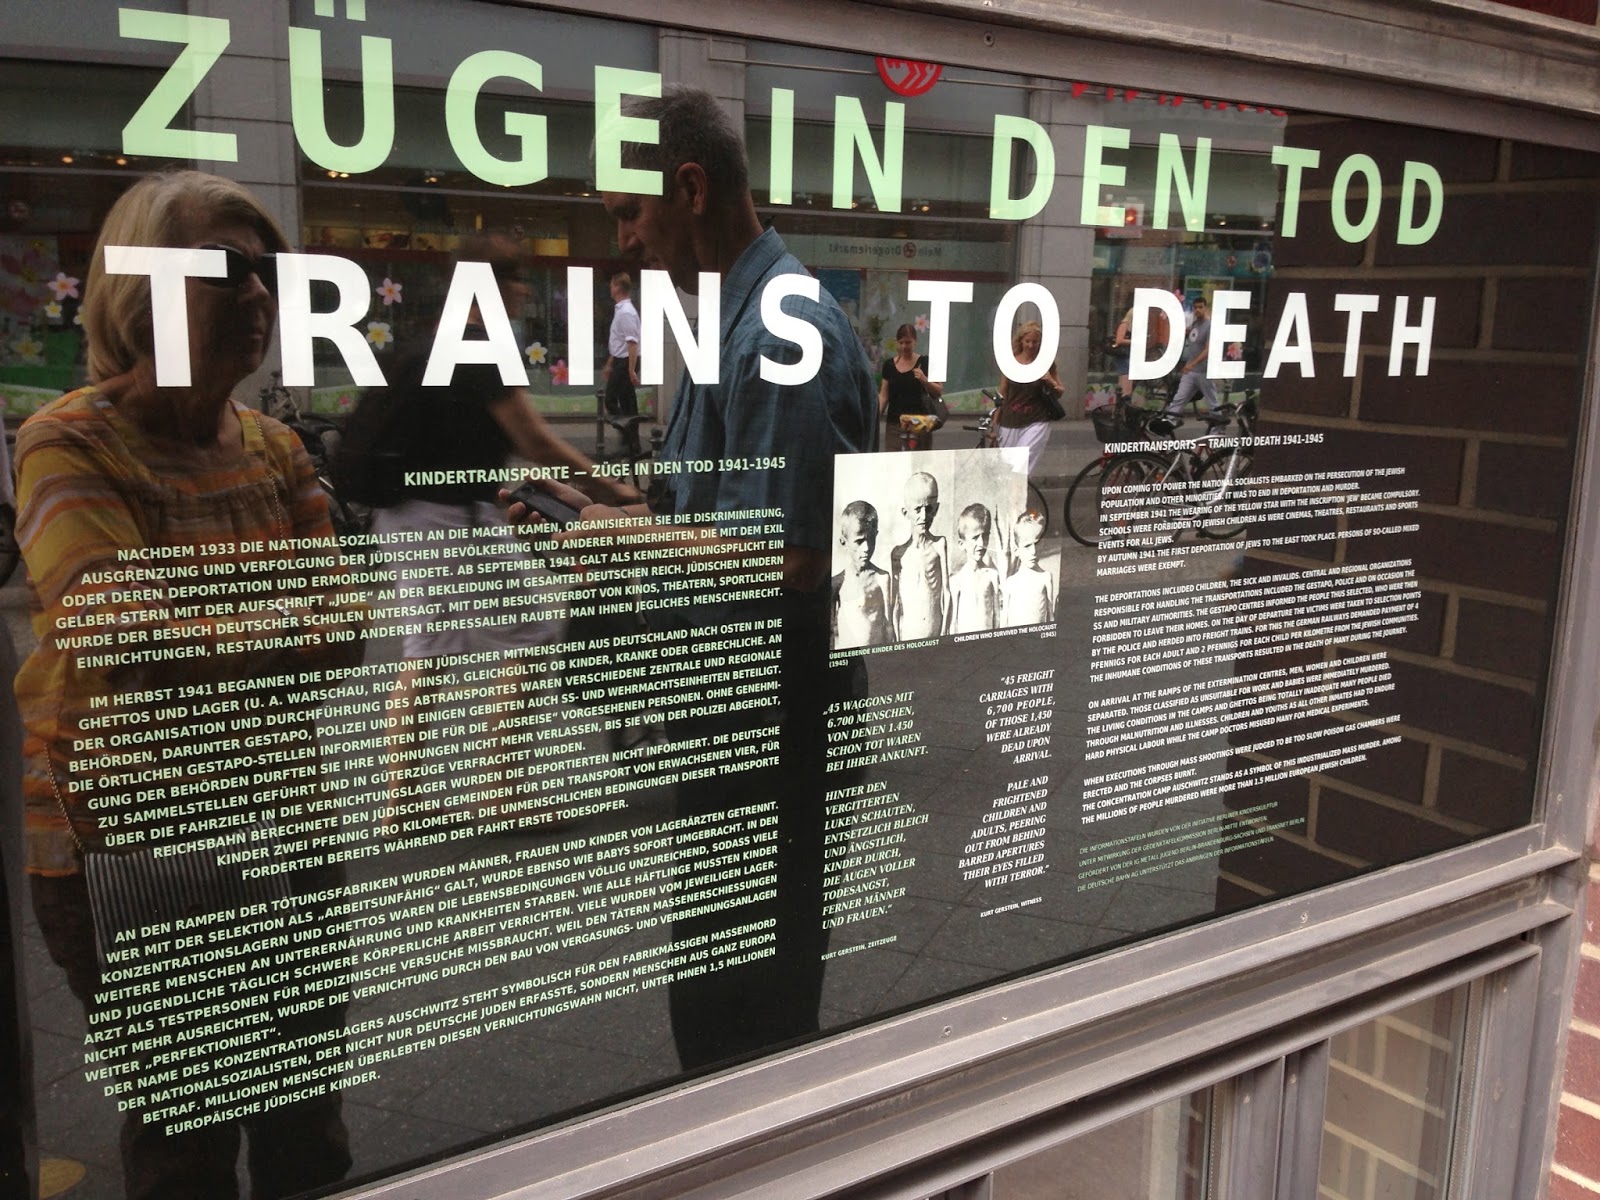 ZÜGE IN DEN TOD
TRAINS TO DEATH
KINDERTRANSPORTE — ZÜGE IN DEN TOD 1941-1945
NACHDEM 1933 DIE NATIONALSOZIALISTEN AN DIE MACHT KAMEN, ORGANISIERTEN SIE DIE DISKRIMINIERUNG,
AUSGRENZUNG UND VERFOLGUNG DER JÜDISCHEN BEVÖLKERUNG UND ANDERER MINDERHEITEN, DIE MIT DEM EXIL
ODER DEREN DEPORTATION UND ERMORDUNG ENDETE. AB SEPTEMBER 1941 GALT ALS KENNZEICHNUNGSPFLICHT EIN
GELBER STERN MIT DER AUFSCHRIFT „JUDE“ AN DER BEKLEIDUNG IM GESAMTEN DEUTSCHEN REICH. JÜDISCHEN KINDERN
WURDE DER BESUCH DEUTSCHER SCHULEN UNTERSAGT. MIT DEM BESUCHSVERBOT VON KINOS, THEATERN, SPORTLICHEN
EINRICHTUNGEN, RESTAURANTS UND ANDEREN REPRESSALIEN RAUBTE MAN IHNEN JEGLICHES MENSCHENRECHT.
IM HERBST 1941 BEGANNEN DIE DEPORTATIONEN JÜDISCHER MITMENSCHEN AUS DEUTSCHLAND NACH OSTEN IN DIE
GHETTOS UND LAGER (U. A. WARSCHAU, RIGA, MINSK), GLEICHGÜLTIG OB KINDER, KRANKE ODER GEBRECHLICHE. AN
DER ORGANISATION UND DURCHFÜHRUNG DES ABTRANSPORTES WAREN VERSCHIEDENE ZENTRALE UND REGIONALE
BEHÖRDEN, DARUNTER GESTAPO, POLIZEI UND IN EINIGEN GEBIETEN AUCH SS- UND WEHRMACHTSEINHEITEN BETEILIGT.
DIE ÖRTLICHEN GESTAPO-STELLEN INFORMIERTEN DIE FÜR DIE „AUSREISE“ VORGESEHENEN PERSONEN. OHNE GENEHMI-
GUNG DER BEHÖRDEN DURFTEN SIE IHRE WOHNUNGEN NICHT MEHR VERLASSEN, BIS SIE VON DER POLIZEI ABGEHOLT,
ZU SAMMELSTELLEN GEFÜHRT UND IN GÜTERZÜGE VERFRACHTET WURDEN.
ÜBER DIE FAHRZIELE IN DIE VERNICHTUNGSLAGER WURDEN DIE DEPORTIERTEN NICHT INFORMIERT. DIE DEUTSCHE
REICHSBAHN BERECHNETE DEN JÜDISCHEN GEMEINDEN FÜR DEN TRANSPORT VON ERWACHSENEN VIER, FÜR
KINDER ZWEI PFENNIG PRO KILOMETER. DIE UNMENSCHLICHEN BEDINGUNGEN DIESER TRANSPORTE
FORDERTEN BEREITS WÄHREND DER FAHRT ERSTE TODESOPFER.
AN DEN RAMPEN DER TÖTUNGSFABRIKEN WURDEN MÄNNER, FRAUEN UND KINDER VON LAGERÄRZTEN GETRENNT.
WER MIT DER SELEKTION ALS „ARBEITSUNFÄHIG“ GALT, WURDE EBENSO WIE BABYS SOFORT UMGEBRACHT. IN DEN
KONZENTRATIONSLAGERN UND GHETTOS WAREN DIE LEBENSBEDINGUNGEN VÖLLIG UNZUREICHEND, SODASS VIELE
WEITERE MENSCHEN AN UNTERERNÄHRUNG UND KRANKHEITEN STARBEN. WIE ALLE HÄFTLINGE MUSSTEN KINDER
UND JUGENDLICHE TÄGLICH SCHWERE KÖRPERLICHE ARBEIT VERRICHTEN. VIELE WURDEN VOM JEWEILIGEN LAGER-
ARZT ALS TESTPERSONEN FÜR MEDIZINISCHE VERSUCHE MISSBRAUCHT. WEIL DEN TÄTERN MASSENERSCHIESSUNGEN
NICHT MEHR AUSREICHTEN, WURDE DIE VERNICHTUNG DURCH DEN BAU VON VERGASUNGS- UND VERBRENNUNGSANLAGEN
WEITER „PERFEKTIONIERT“.
DER NAME DES KONZENTRATIONSLAGERS AUSCHWITZ STEHT SYMBOLISCH FÜR DEN FABRIKMÄSSIGEN MASSENMORD
DER NATIONALSOZIALISTEN, DER NICHT NUR DEUTSCHE JUDEN ERFASSTE, SONDERN MENSCHEN AUS GANZ EUROPA
BETRAF. MILLIONEN MENSCHEN ÜBERLEBTEN DIESEN VERNICHTUNGSWAHN NICHT, UNTER IHNEN 1,5 MILLIONEN
EUROPÄISCHE JÜDISCHE KINDER.
ÜBERLEBENDE KINDER DES HOLOCAUST
(1945)
CHILDREN WHO SURVIVED THE HOLOCAUST
(1945)
„45 WAGGONS MIT
6.700 MENSCHEN,
VON DENEN 1.450
SCHON TOT WAREN
BEI IHRER ANKUNFT.
HINTER DEN
VERGITTERTEN
LUKEN SCHAUTEN,
ENTSETZLICH BLEICH
UND ÄNGSTLICH,
KINDER DURCH,
DIE AUGEN VOLLER
TODESANGST,
FERNER MÄNNER
UND FRAUEN.“
KURT GERSTEIN, ZEITZEUGE
"45 FREIGHT
CARRIAGES WITH
6,700 PEOPLE,
OF THOSE 1,450
WERE ALREADY
DEAD UPON
ARRIVAL.
PALE AND
FRIGHTENED
CHILDREN AND
ADULTS, PEERING
OUT FROM BEHIND
BARRED APERTURES
THEIR EYES FILLED
WITH TERROR."
KURT GERSTEIN, WITNESS
KINDERTRANSPORTS — TRAINS TO DEATH 1941-1945
UPON COMING TO POWER THE NATIONAL SOCIALISTS EMBARKED ON THE PERSECUTION OF THE JEWISH
POPULATION AND OTHER MINORITIES. IT WAS TO END IN DEPORTATION AND MURDER.
IN SEPTEMBER 1941 THE WEARING OF THE YELLOW STAR WITH THE INSCRIPTION 'JEW' BECAME COMPULSORY.
SCHOOLS WERE FORBIDDEN TO JEWISH CHILDREN AS WERE CINEMAS, THEATRES, RESTAURANTS AND SPORTS
EVENTS FOR ALL JEWS.
BY AUTUMN 1941 THE FIRST DEPORTATION OF JEWS TO THE EAST TOOK PLACE. PERSONS OF SO-CALLED MIXED
MARRIAGES WERE EXEMPT.
THE DEPORTATIONS INCLUDED CHILDREN, THE SICK AND INVALIDS. CENTRAL AND REGIONAL ORGANIZATIONS
RESPONSIBLE FOR HANDLING THE TRANSPORTATIONS INCLUDED THE GESTAPO, POLICE AND ON OCCASION THE
SS AND MILITARY AUTHORITIES. THE GESTAPO CENTRES INFORMED THE PEOPLE THUS SELECTED, WHO WERE THEN
FORBIDDEN TO LEAVE THEIR HOMES. ON THE DAY OF DEPARTURE THE VICTIMS WERE TAKEN TO SELECTION POINTS
BY THE POLICE AND HERDED INTO FREIGHT TRAINS. FOR THIS THE GERMAN RAILWAYS DEMANDED PAYMENT OF 4
PFENNIGS FOR EACH ADULT AND 2 PFENNIGS FOR EACH CHILD PER KILOMETRE FROM THE JEWISH COMMUNITIES.
THE INHUMANE CONDITIONS OF THESE TRANSPORTS RESULTED IN THE DEATH OF MANY DURING THE JOURNEY.
ON ARRIVAL AT THE RAMPS OF THE EXTERMINATION CENTRES, MEN, WOMEN AND CHILDREN WERE
SEPARATED. THOSE CLASSIFIED AS UNSUITABLE FOR WORK AND BABIES WERE IMMEDIATELY MURDERED.
THE LIVING CONDITIONS IN THE CAMPS AND GHETTOS BEING TOTALLY INADEQUATE MANY PEOPLE DIED
THROUGH MALNUTRITION AND ILLNESSES. CHILDREN AND YOUTHS AS ALL OTHER INMATES HAD TO ENDURE
HARD PHYSICAL LABOUR WHILE THE CAMP DOCTORS MISUSED MANY FOR MEDICAL EXPERIMENTS.
WHEN EXECUTIONS THROUGH MASS SHOOTINGS WERE JUDGED TO BE TOO SLOW POISON GAS CHAMBERS WERE
ERECTED AND THE CORPSES BURNT.
THE CONCENTRATION CAMP AUSCHWITZ STANDS AS A SYMBOL OF THIS INDUSTRIALIZED MASS MURDER. AMONG
THE MILLIONS OF PEOPLE MURDERED WERE MORE THAN 1.5 MILLION EUROPEAN JEWISH CHILDREN.
DIE INFORMATIONSTAFELN WURDEN VON DER INITIATIVE BERLINER KINDERSKULPTUR
UNTER MITWIRKUNG DER GEDENKTAFELKOMMISSION BERLIN-MITTE ENTWORFEN.
GEFÖRDERT VON DER IG METALL JUGEND BERLIN-BRANDENBURG-SACHSEN UND TRANSNET BERLIN
DIE DEUTSCHE BAHN AG UNTERSTÜTZT DAS ANBRINGEN DER INFORMATIONSTAFELN